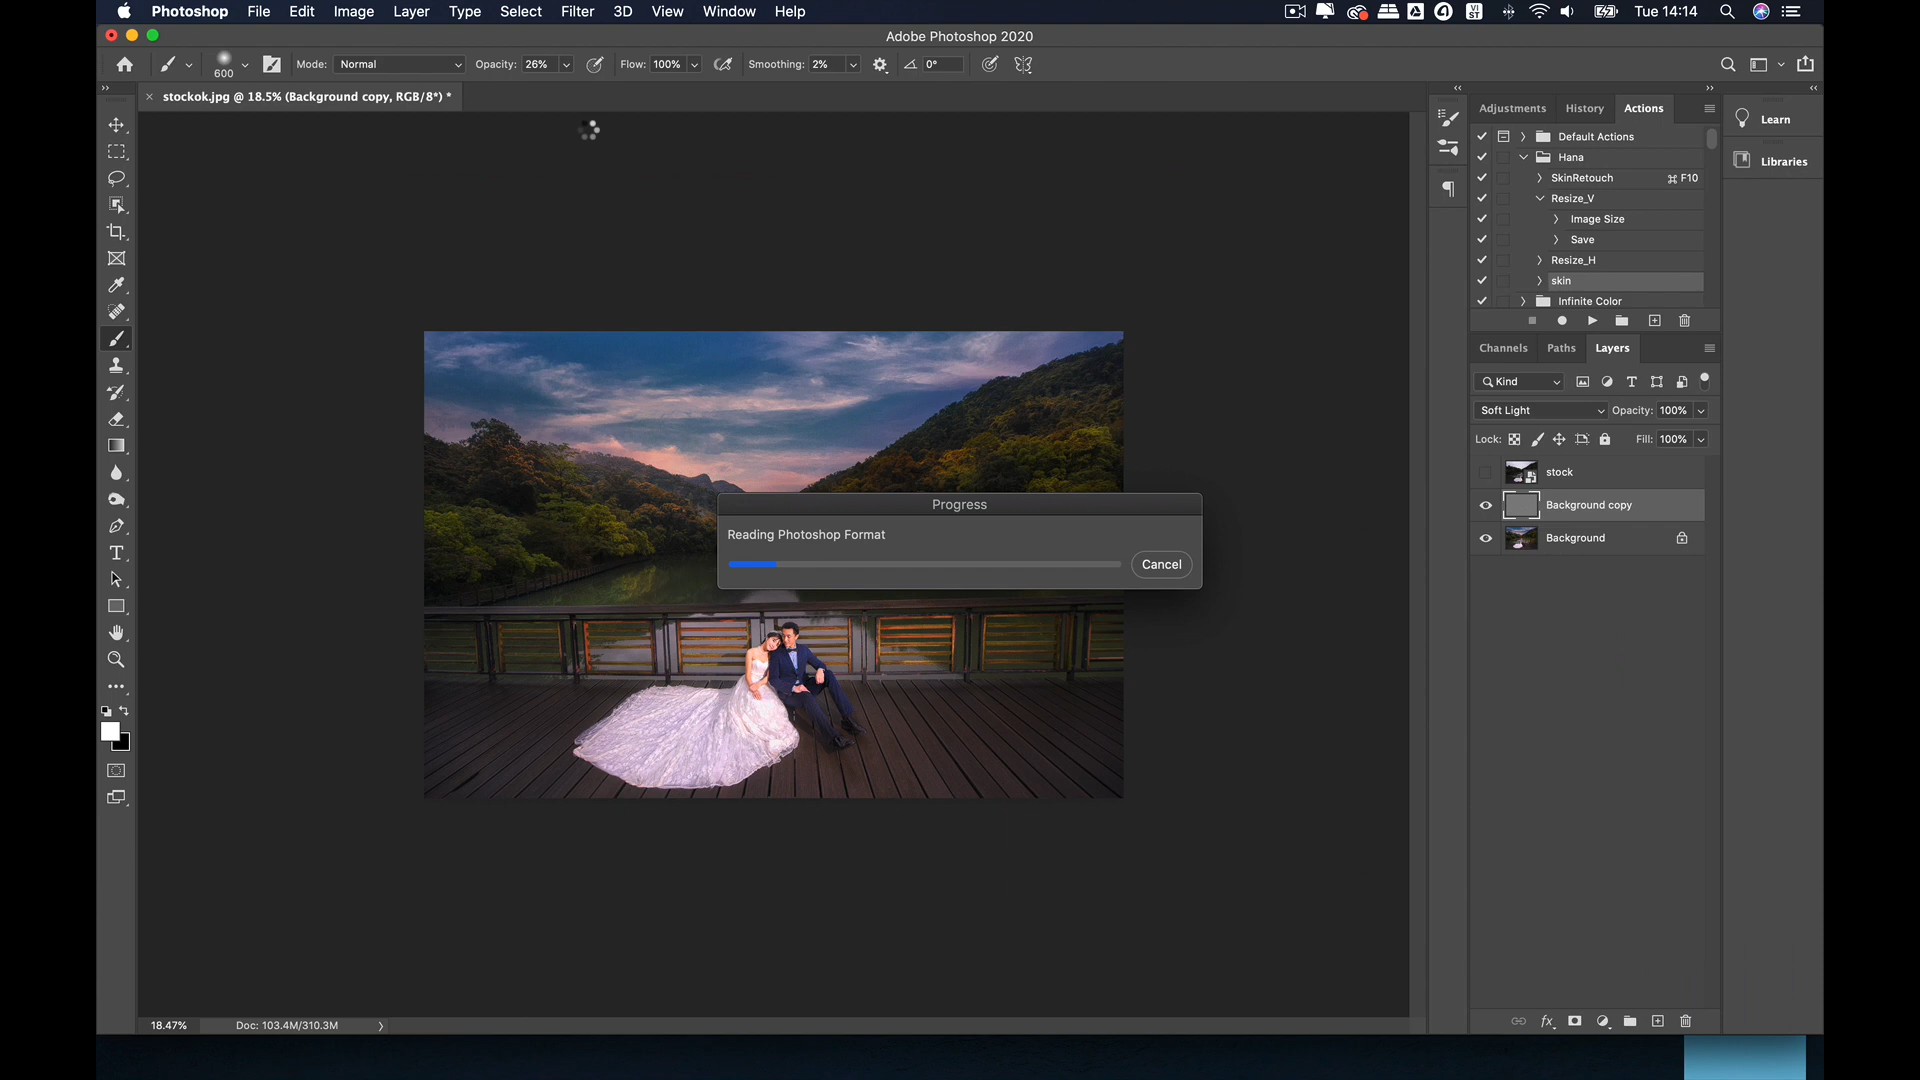 Photoshop File Edit Image Layer Type Select Filter 3D View Window Help Tue 14:14
Adobe Photoshop 2020
600 Mode: Normal Opacity: 26% Flow: 100% Smoothing: 2% 0°
stockok.jpg @ 18.5% (Background copy, RGB/8*) *
Adjustments History Actions
Learn
Default Actions
Hana
Libraries
SkinRetouch ⌘ F10
Resize_V
Image Size
Save
Resize_H
skin
Infinite Color
Channels Paths Layers
Kind
Soft Light Opacity: 100%
Lock: Fill: 100%
stock
Background copy
Background
Progress
Reading Photoshop Format
Cancel
18.47% Doc: 103.4M/310.3M